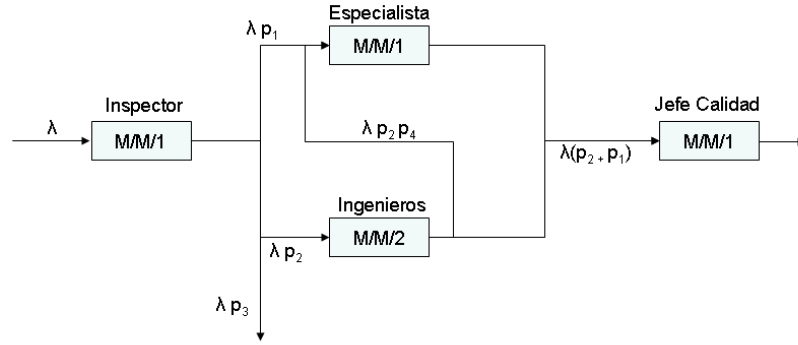 Especialista
λ p₁
M/M/1
Inspector
Jefe Calidad
λ
M/M/1
λ p₂ p₄
M/M/1
λ(p₂ + p₁)
Ingenieros
M/M/2
λ p₂
λ p₃